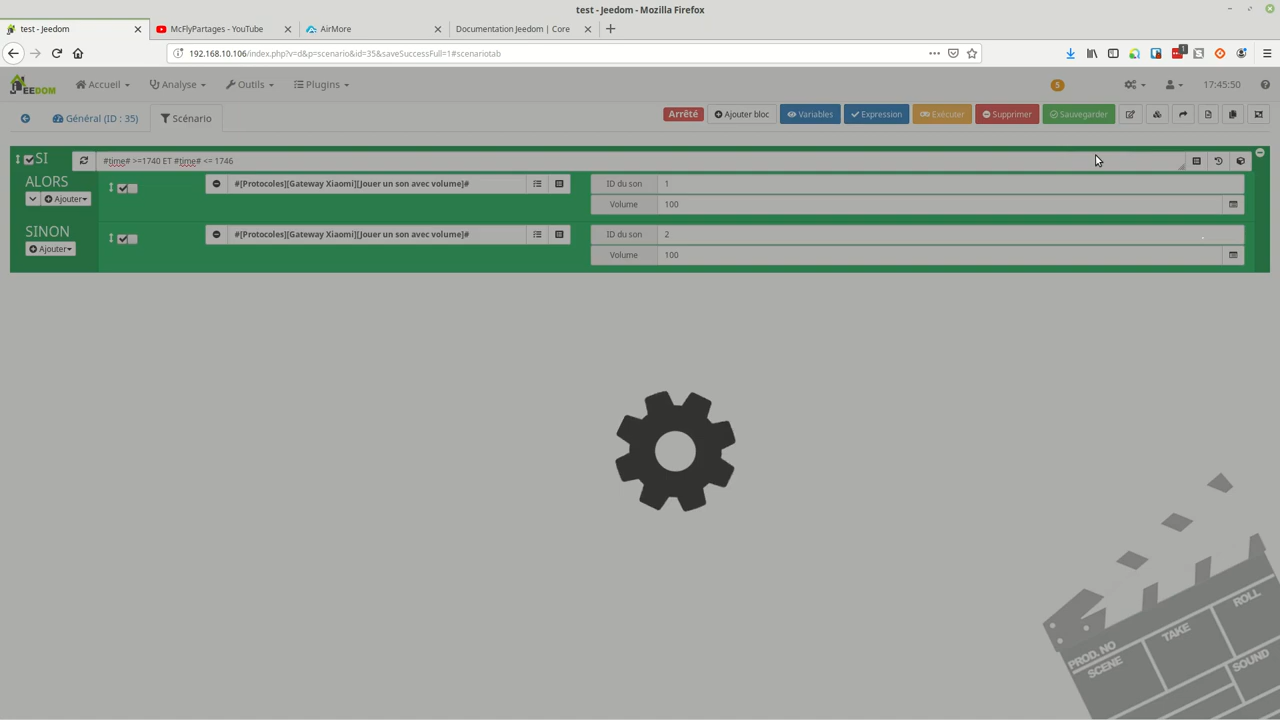 test - Jeedom - Mozilla Firefox
test - Jeedom
McFlyPartages - YouTube
AirMore
Documentation Jeedom | Core
192.168.10.106/index.php?v=d&p=scenario&id=35&saveSuccessFull=1#scenariotab
1
JEEDOM
Accueil
Analyse
Outils
Plugins
5
17:45:50
Général (ID : 35)
Scénario
Arrêté
Ajouter bloc
Variables
Expression
Exécuter
Supprimer
Sauvegarder
SI
#time# >=1740 ET #time# <= 1746
ALORS
Ajouter
#[Protocoles][Gateway Xiaomi][Jouer un son avec volume]#
ID du son
1
Volume
100
SINON
Ajouter
#[Protocoles][Gateway Xiaomi][Jouer un son avec volume]#
ID du son
2
Volume
100
PROD. NO
SCENE
TAKE
ROLL
SOUND